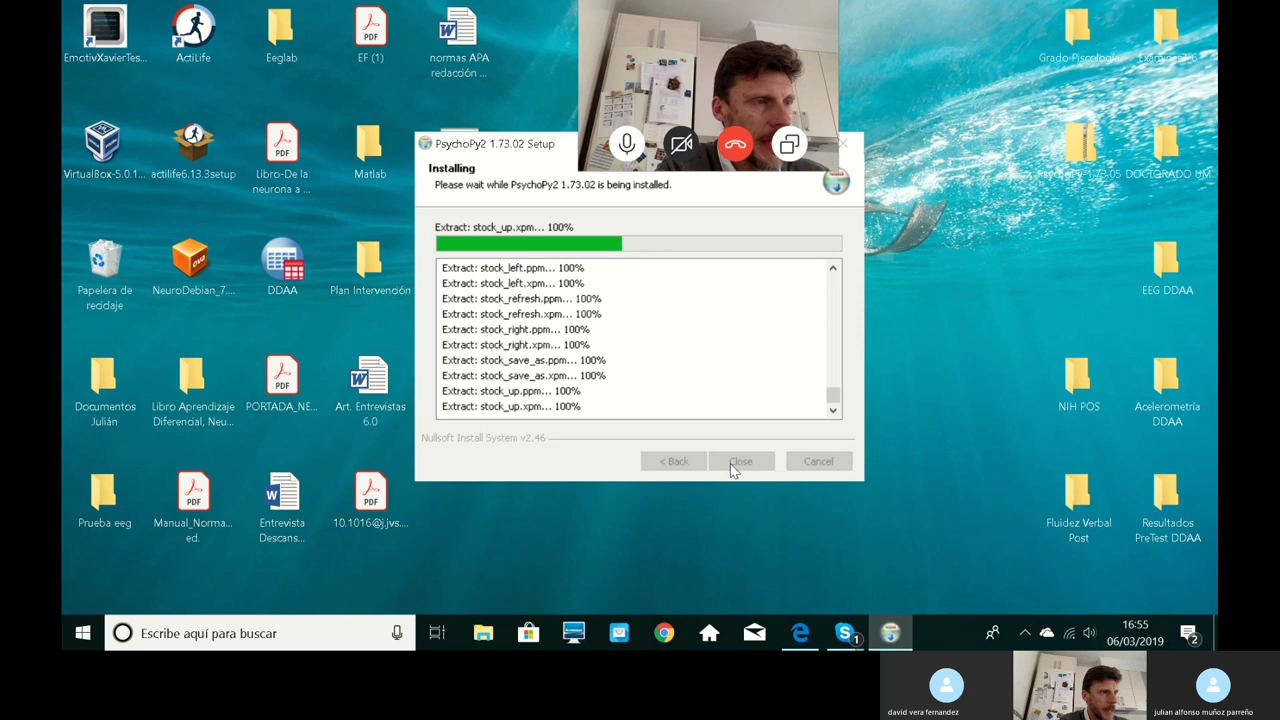 EmotivXavierTes...
ActiLife
Eeglab
EF (1)
normas APA
redacción ...
Grado Piscología
VirtualBox-5.0.1...
actilife6.13.3setup
Libro-De la
neurona a ...
Matlab
PsychoPy-1.73.05
DOCTORADO UM
PsychoPy2 1.73.02 Setup
Installing
Please wait while PsychoPy2 1.73.02 is being installed.
Extract: stock_up.xpm... 100%
Extract: stock_left.ppm... 100%
Extract: stock_left.xpm... 100%
Extract: stock_refresh.ppm... 100%
Extract: stock_refresh.xpm... 100%
Extract: stock_right.ppm... 100%
Extract: stock_right.xpm... 100%
Extract: stock_save_as.ppm... 100%
Extract: stock_save_as.xpm... 100%
Extract: stock_up.ppm... 100%
Extract: stock_up.xpm... 100%
Nullsoft Install System v2.46
< Back
Close
Cancel
Papelera de
reciclaje
NeuroDebian_7....
DDAA
Plan Intervención
EEG DDAA
Documentos
Julián
Libro Aprendizaje
Diferencial, Neu...
PORTADA_NE...
Art. Entrevistas
6.0
NIH POS
Acelerometría
DDAA
Prueba eeg
Manual_Norma...
ed.
Entrevista
Descans...
10.1016@j.jvs....
Fluidez Verbal
Post
Resultados
PreTest DDAA
Escribe aquí para buscar
16:55
06/03/2019
david vera fernandez
julian alfonso muñoz parreño